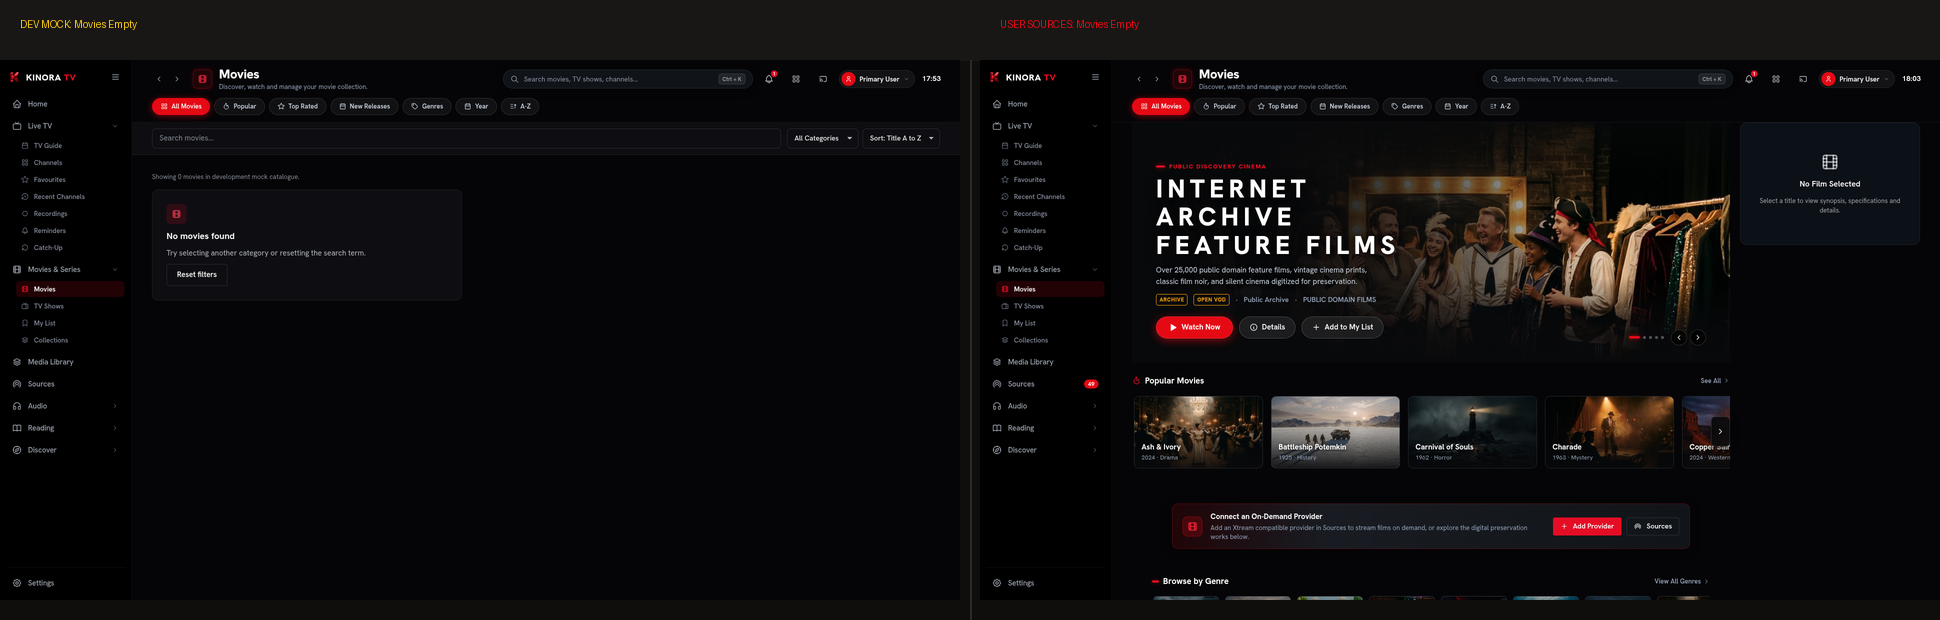 DEV MOCK: Movies Empty
KINORA TV
Home
Live TV
TV Guide
Channels
Favourites
Recent Channels
Recordings
Reminders
Catch-Up
Movies & Series
Movies
TV Shows
My List
Collections
Media Library
Sources
Audio
Reading
Discover
Settings
Movies
Discover, watch and manage your movie collection.
Search movies, TV shows, channels...
Ctrl + K
1
Primary User
17:53
All Movies
Popular
Top Rated
New Releases
Genres
Year
A-Z
Search movies...
All Categories
Sort: Title A to Z
Showing 0 movies in development mock catalogue.
No movies found
Try selecting another category or resetting the search term.
Reset filters
USER SOURCES: Movies Empty
KINORA TV
Home
Live TV
TV Guide
Channels
Favourites
Recent Channels
Recordings
Reminders
Catch-Up
Movies & Series
Movies
TV Shows
My List
Collections
Media Library
Sources
49
Audio
Reading
Discover
Settings
Movies
Discover, watch and manage your movie collection.
Search movies, TV shows, channels...
Ctrl + K
1
Primary User
18:03
All Movies
Popular
Top Rated
New Releases
Genres
Year
A-Z
PUBLIC DISCOVERY CINEMA
INTERNET
ARCHIVE
FEATURE FILMS
Over 25,000 public domain feature films, vintage cinema prints,
classic film noir, and silent cinema digitized for preservation.
ARCHIVE
OPEN VOD
· Public Archive · PUBLIC DOMAIN FILMS
Watch Now
Details
Add to My List
No Film Selected
Select a title to view synopsis, specifications and
details.
Popular Movies
See All
Ash & Ivory
2024 · Drama
Battleship Potemkin
1925 · History
Carnival of Souls
1962 · Horror
Charade
1963 · Mystery
Copper
2024 · Western
Connect an On-Demand Provider
Add an Xtream compatible provider in Sources to stream films on demand, or explore the digital preservation
works below.
Add Provider
Sources
Browse by Genre
View All Genres